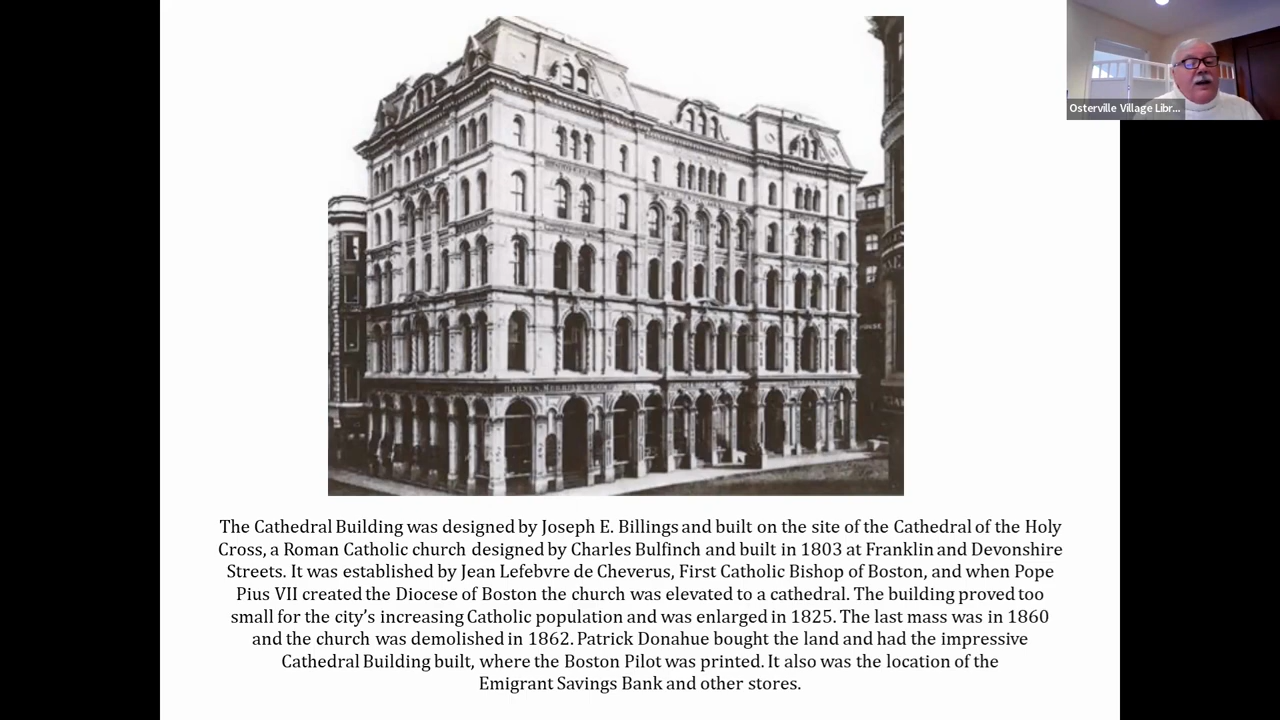 Osterville Village Libr...
BARNES, MERRIAM & CO.
HOUSE
The Cathedral Building was designed by Joseph E. Billings and built on the site of the Cathedral of the Holy
Cross, a Roman Catholic church designed by Charles Bulfinch and built in 1803 at Franklin and Devonshire
Streets. It was established by Jean Lefebvre de Cheverus, First Catholic Bishop of Boston, and when Pope
Pius VII created the Diocese of Boston the church was elevated to a cathedral. The building proved too
small for the city's increasing Catholic population and was enlarged in 1825. The last mass was in 1860
and the church was demolished in 1862. Patrick Donahue bought the land and had the impressive
Cathedral Building built, where the Boston Pilot was printed. It also was the location of the
Emigrant Savings Bank and other stores.